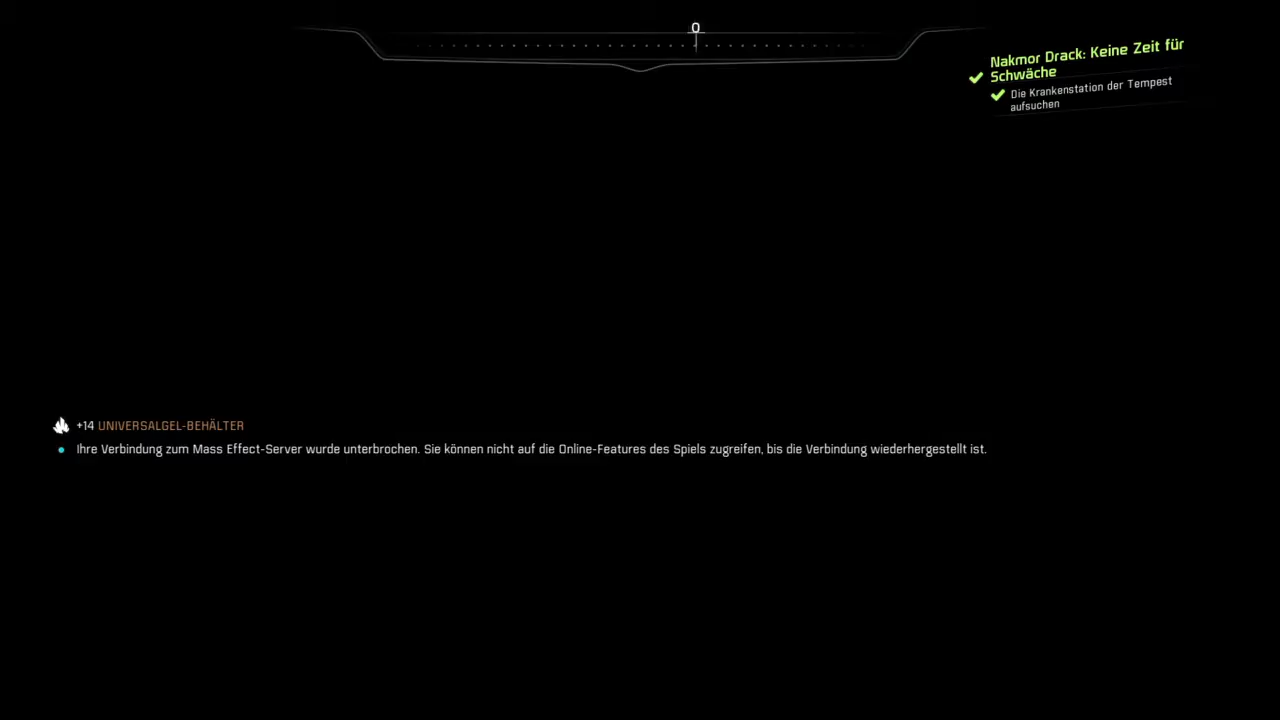 0
Nakmor Drack: Keine Zeit für
Schwäche
Die Krankenstation der Tempest
aufsuchen
+14 UNIVERSALGEL-BEHÄLTER
Ihre Verbindung zum Mass Effect-Server wurde unterbrochen. Sie können nicht auf die Online-Features des Spiels zugreifen, bis die Verbindung wiederhergestellt ist.